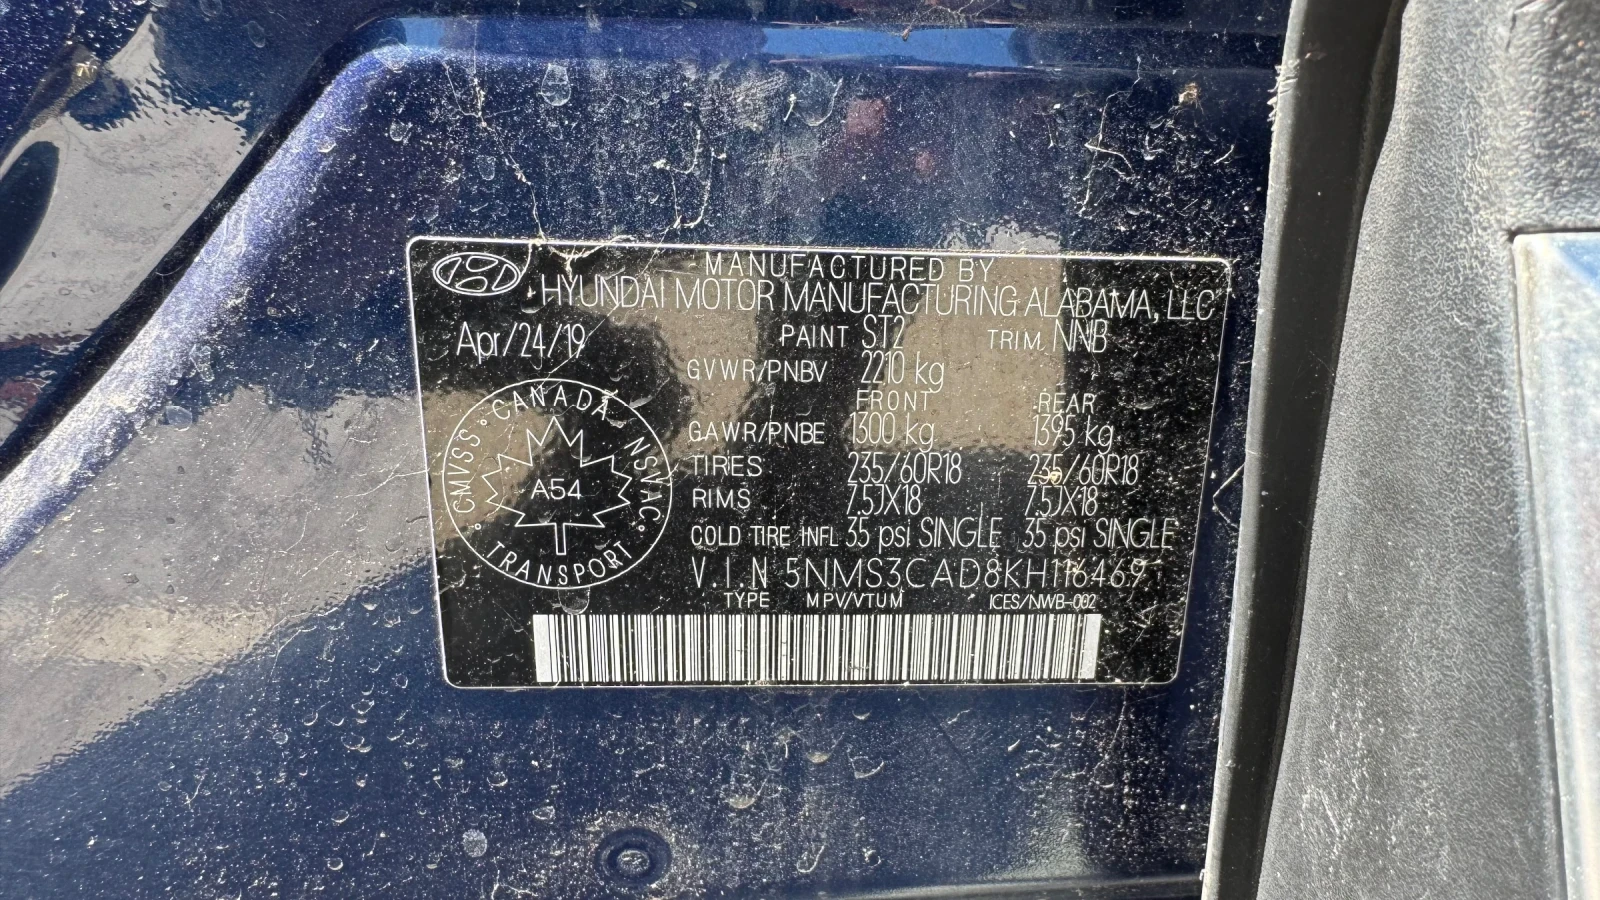 MANUFACTURED BY
HYUNDAI MOTOR MANUFACTURING ALABAMA, LLC
Apr/24/19 PAINT ST2 TRIM NNB
GVWR/PNBV 2210 kg
FRONT REAR
GAWR/PNBE 1300 kg 1395 kg
TIRES 235/60R18 235/60R18
RIMS 7.5JX18 7.5JX18
COLD TIRE INFL 35 psi SINGLE 35 psi SINGLE
V.I.N 5NMS3CAD8KH116469
TYPE MPV/VTUM ICES/NWB-002
CANADA
CMVSS · NSVAC
A54
TRANSPORT